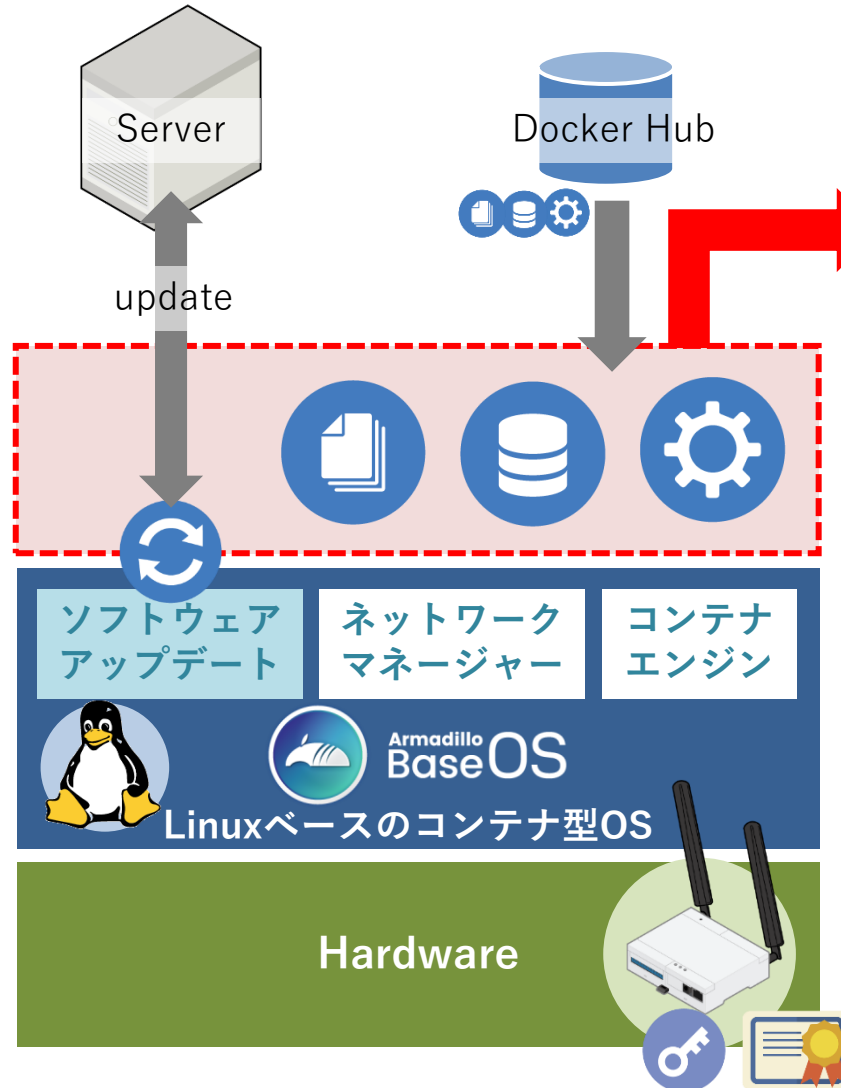 Server
Docker Hub
update
ソフトウェア
アップデート
ネットワーク
マネージャー
コンテナ
エンジン
Armadillo
Base OS
Linuxベースのコンテナ型OS
Hardware